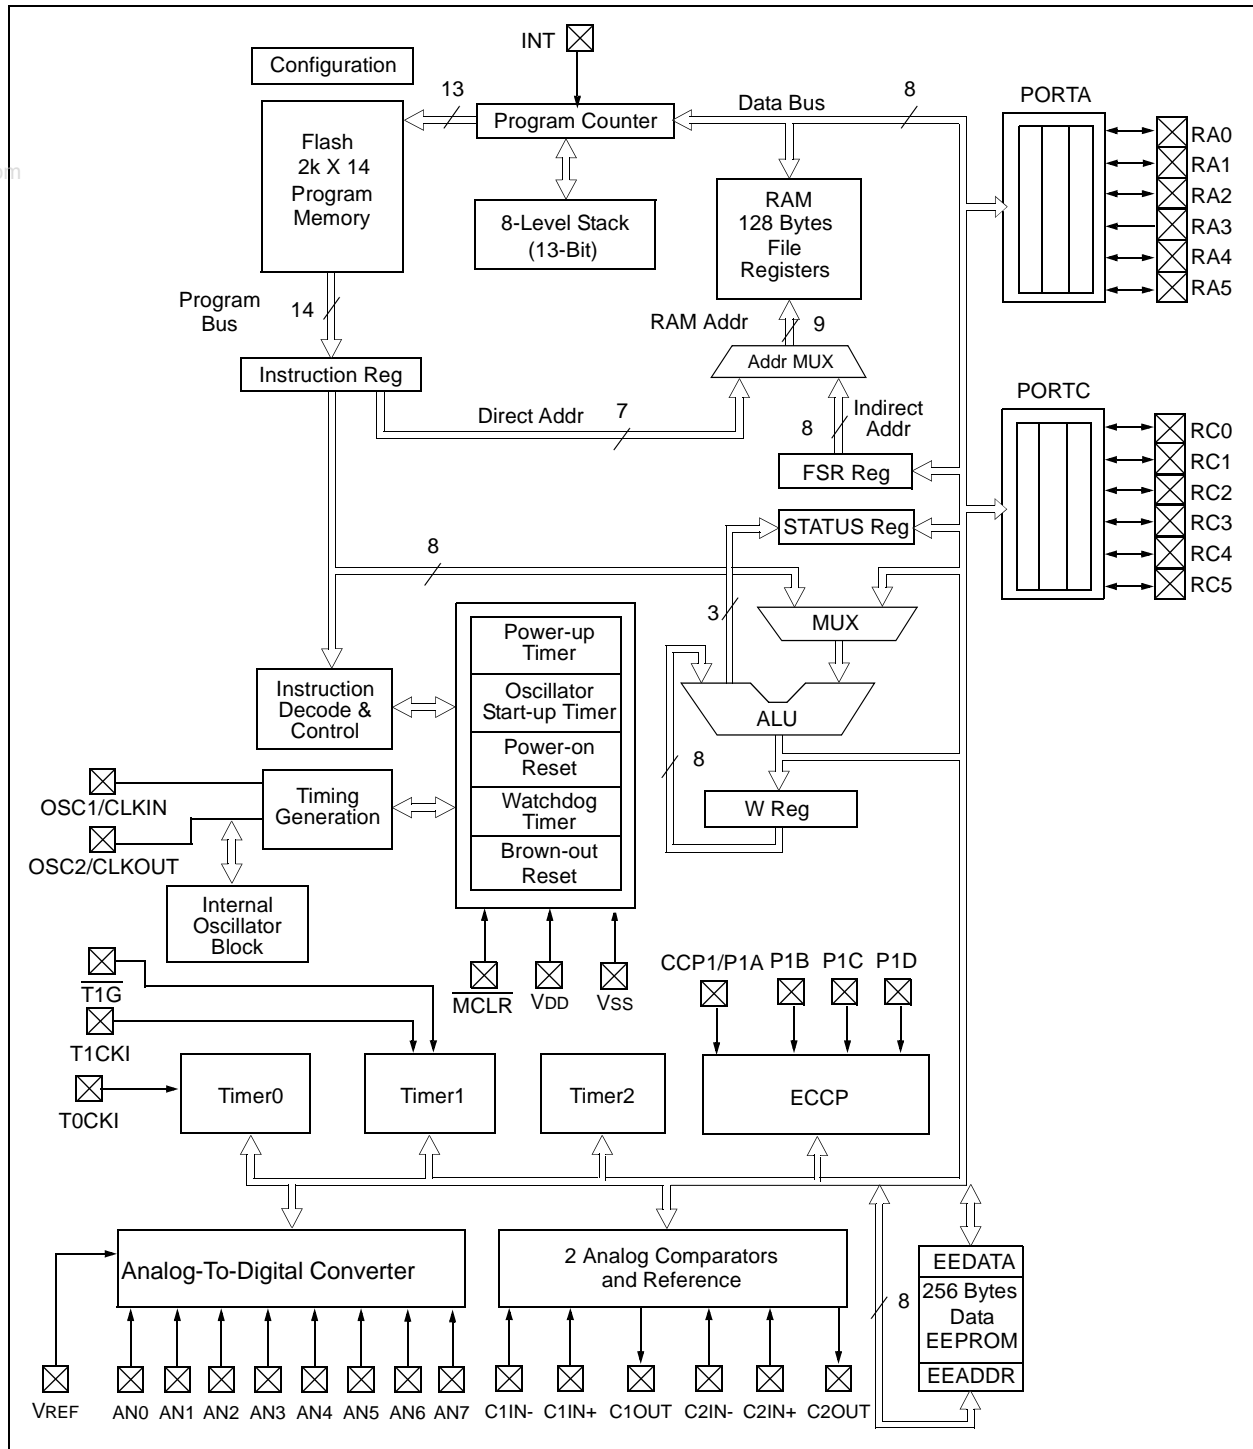 INT
Configuration
13
Data Bus
8
PORTA
Program Counter
Flash
2k X 14
Program
Memory
om
RA0
RA1
RA2
RA3
RA4
RA5
8-Level Stack
(13-Bit)
RAM
128 Bytes
File
Registers
Program
Bus
14
RAM Addr
9
Addr MUX
Instruction Reg
PORTC
Direct Addr
7
8
Indirect
Addr
FSR Reg
RC0
RC1
RC2
RC3
RC4
RC5
STATUS Reg
8
3
MUX
Power-up
Timer
Oscillator
Start-up Timer
Power-on
Reset
Watchdog
Timer
Brown-out
Reset
Instruction
Decode &
Control
ALU
8
W Reg
OSC1/CLKIN
Timing
Generation
OSC2/CLKOUT
Internal
Oscillator
Block
T1G
MCLR
VDD
VSS
CCP1/P1A
P1B
P1C
P1D
T1CKI
T0CKI
Timer0
Timer1
Timer2
ECCP
Analog-To-Digital Converter
2 Analog Comparators
and Reference
EEDATA
256 Bytes
Data
EEPROM
EEADDR
8
VREF
AN0
AN1
AN2
AN3
AN4
AN5
AN6
AN7
C1IN-
C1IN+
C1OUT
C2IN-
C2IN+
C2OUT